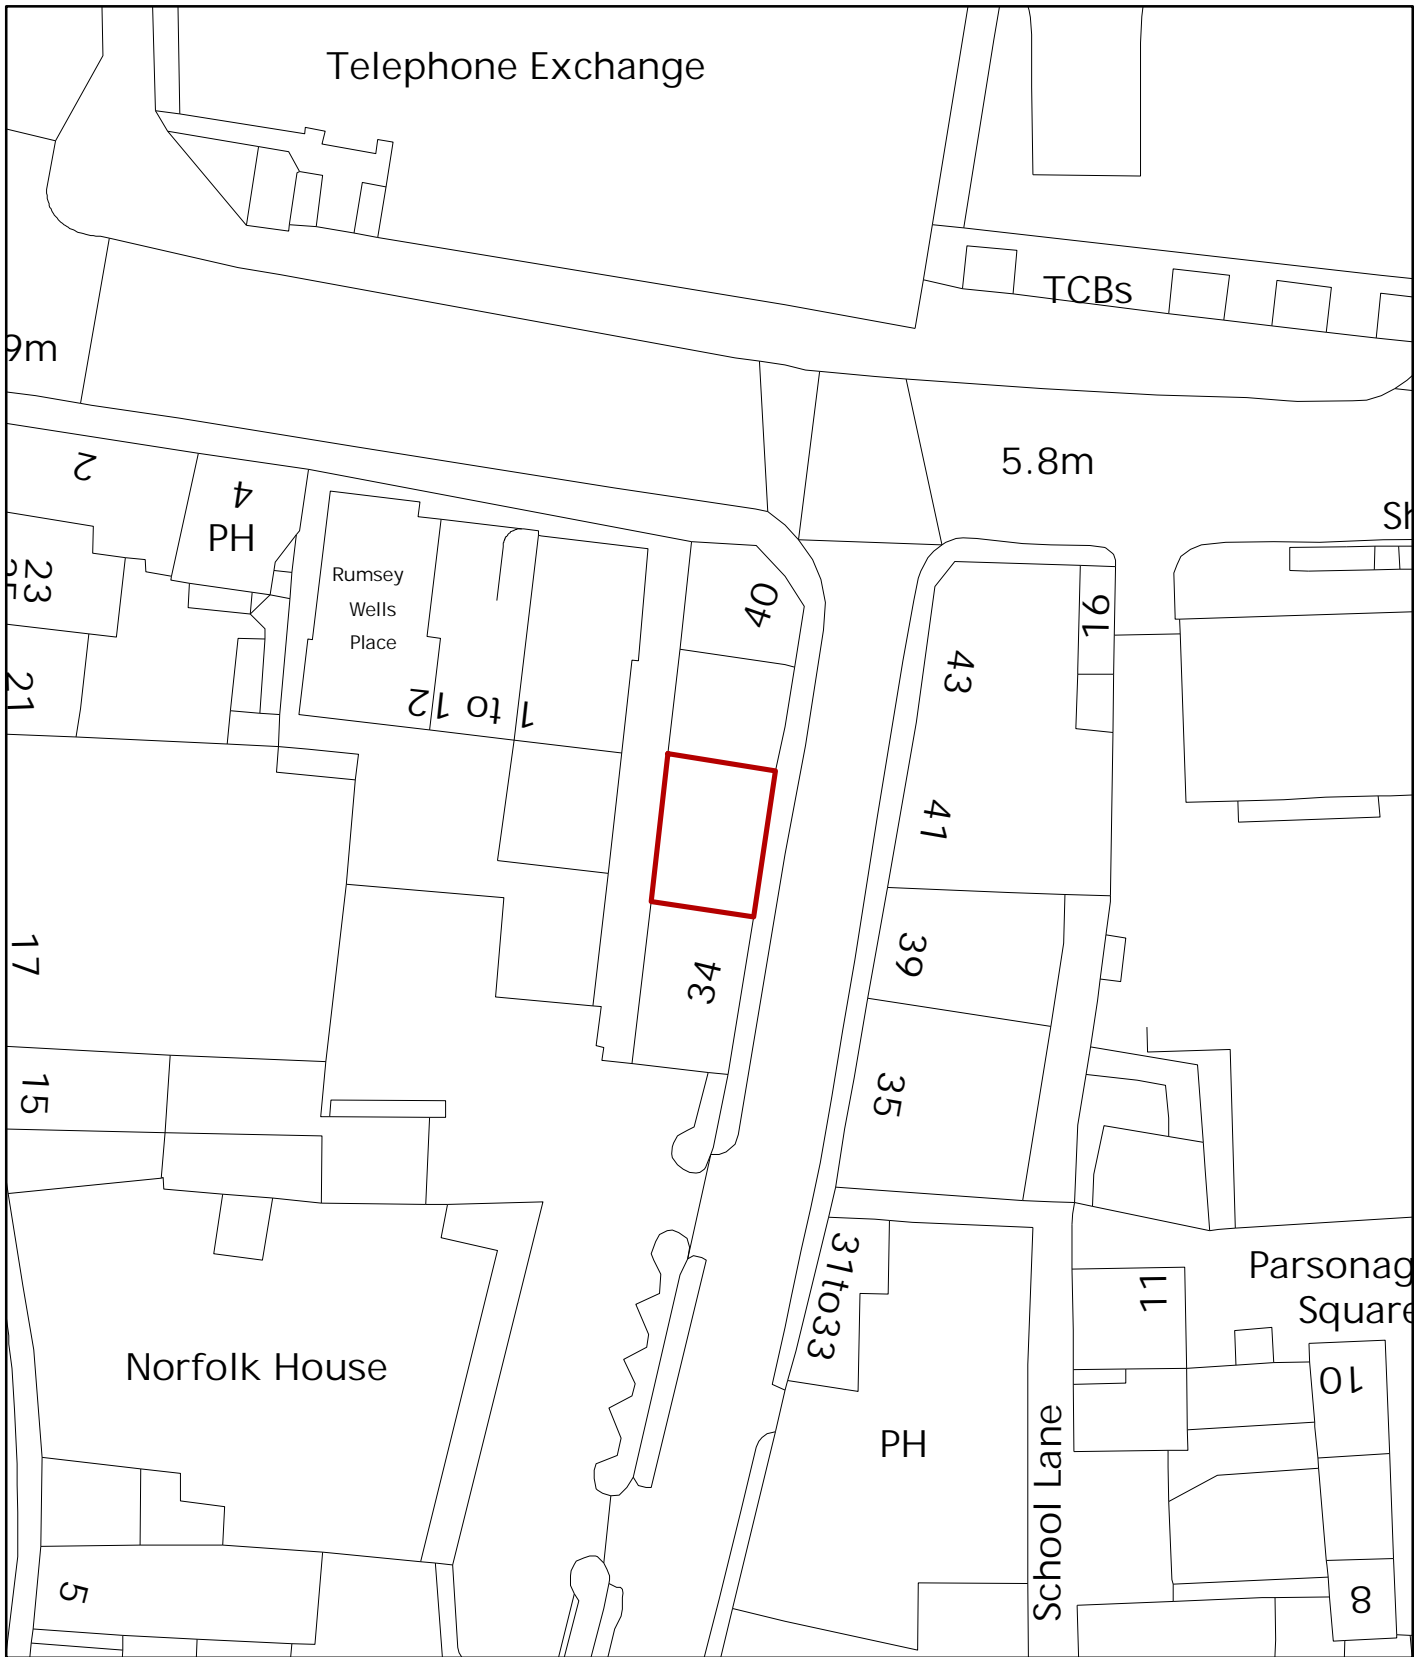 Telephone Exchange
TCBs
9m
5.8m
2
4
PH
Rumsey
Wells
Place
23
21
1 to 12
40
16
43
41
17
39
34
35
15
31to33
11
Parsonag
Square
Norfolk House
10
PH
School Lane
5
8